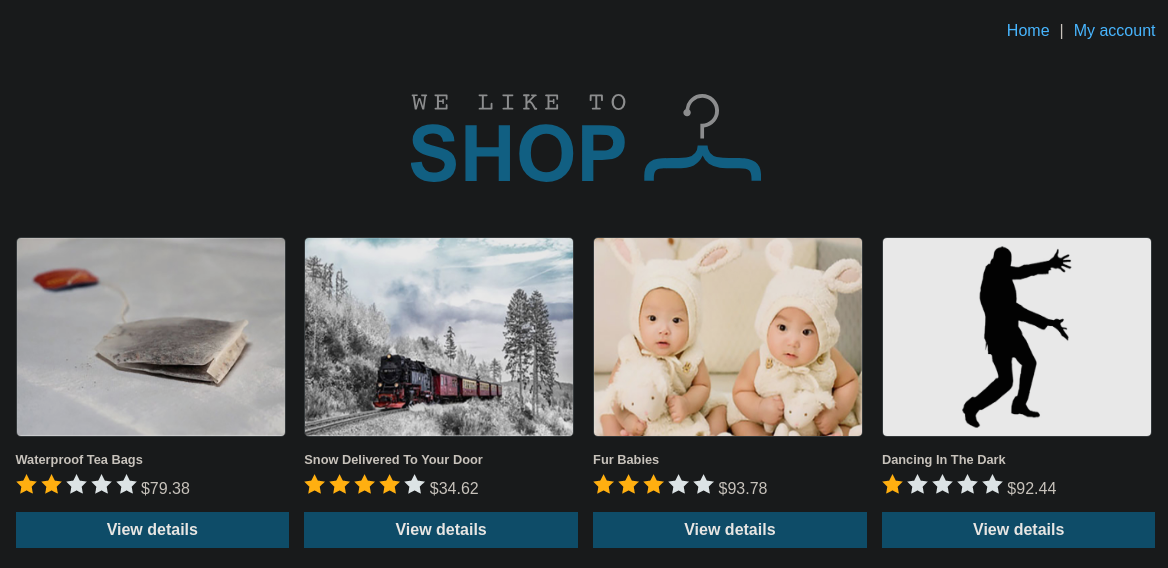 Home | My account
WE LIKE TO
SHOP
Waterproof Tea Bags
$79.38
View details
Snow Delivered To Your Door
$34.62
View details
Fur Babies
$93.78
View details
Dancing In The Dark
$92.44
View details